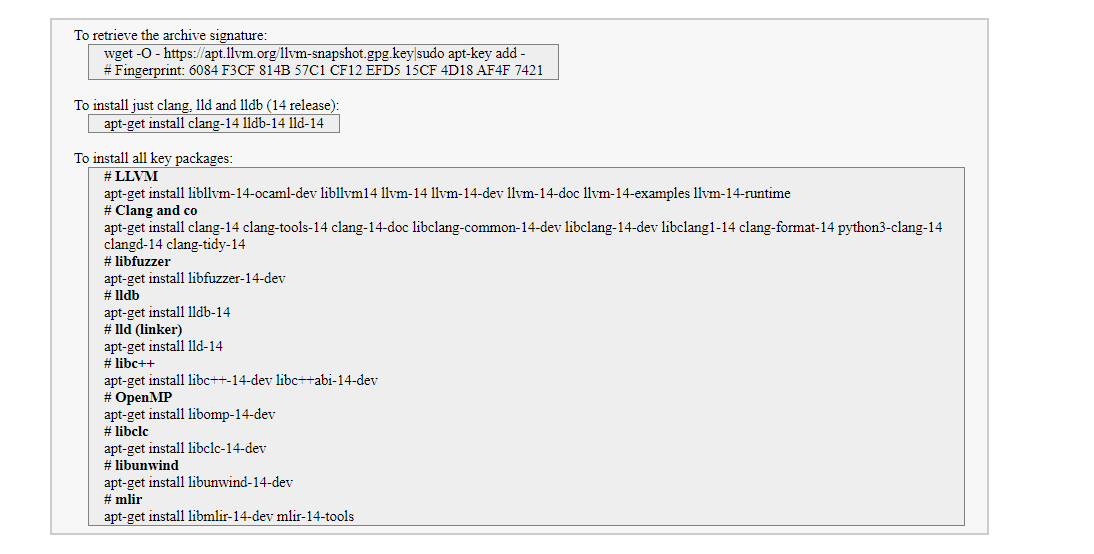 To retrieve the archive signature:
wget -O - https://apt.llvm.org/llvm-snapshot.gpg.key|sudo apt-key add -
# Fingerprint: 6084 F3CF 814B 57C1 CF12 EFD5 15CF 4D18 AF4F 7421
To install just clang, lld and lldb (14 release):
apt-get install clang-14 lldb-14 lld-14
To install all key packages:
# LLVM
apt-get install libllvm-14-ocaml-dev libllvm14 llvm-14 llvm-14-dev llvm-14-doc llvm-14-examples llvm-14-runtime
# Clang and co
apt-get install clang-14 clang-tools-14 clang-14-doc libclang-common-14-dev libclang-14-dev libclang1-14 clang-format-14 python3-clang-14
clangd-14 clang-tidy-14
# libfuzzer
apt-get install libfuzzer-14-dev
# lldb
apt-get install lldb-14
# lld (linker)
apt-get install lld-14
# libc++
apt-get install libc++-14-dev libc++abi-14-dev
# OpenMP
apt-get install libomp-14-dev
# libclc
apt-get install libclc-14-dev
# libunwind
apt-get install libunwind-14-dev
# mlir
apt-get install libmlir-14-dev mlir-14-tools